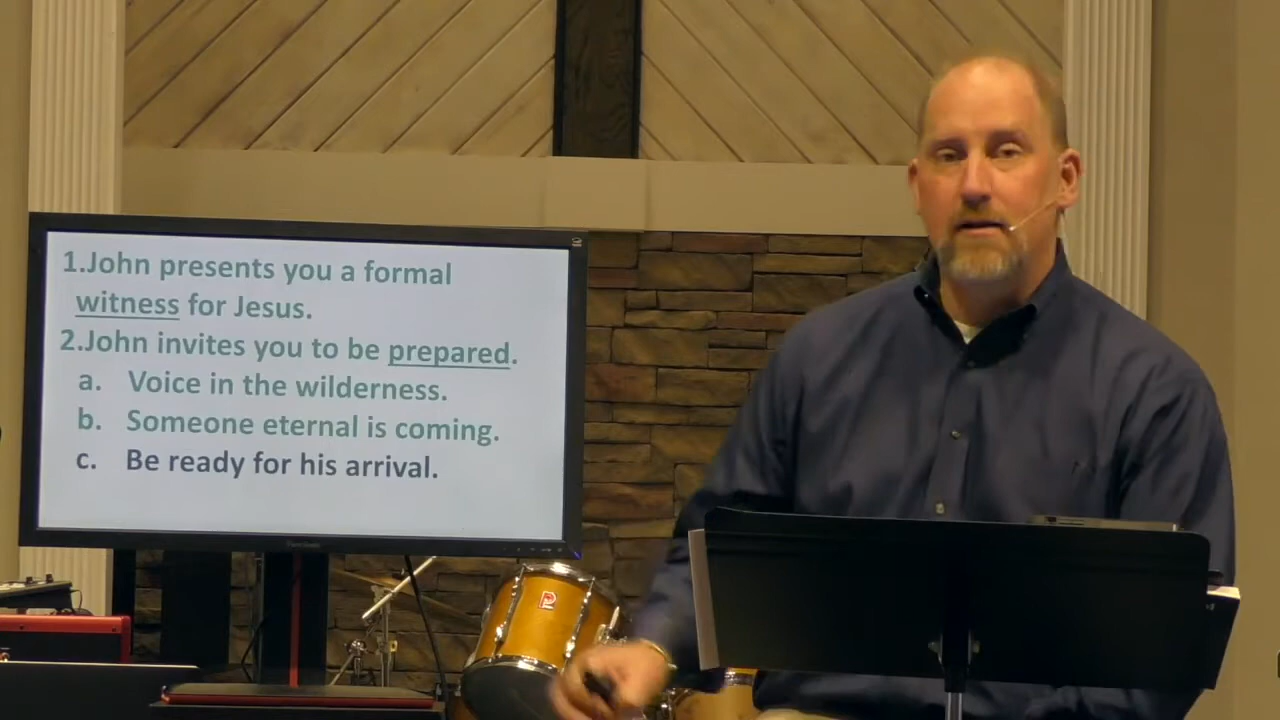 1.John presents you a formal
witness for Jesus.
2.John invites you to be prepared.
a. Voice in the wilderness.
b. Someone eternal is coming.
c. Be ready for his arrival.